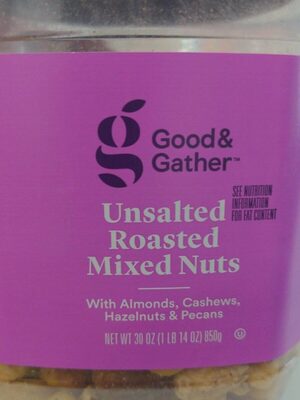 Good&
Gather™
SEE NUTRITION
INFORMATION
FOR FAT CONTENT
Unsalted
Roasted
Mixed Nuts
With Almonds, Cashews,
Hazelnuts & Pecans
NET WT 30 OZ (1 LB 14 OZ) 850g